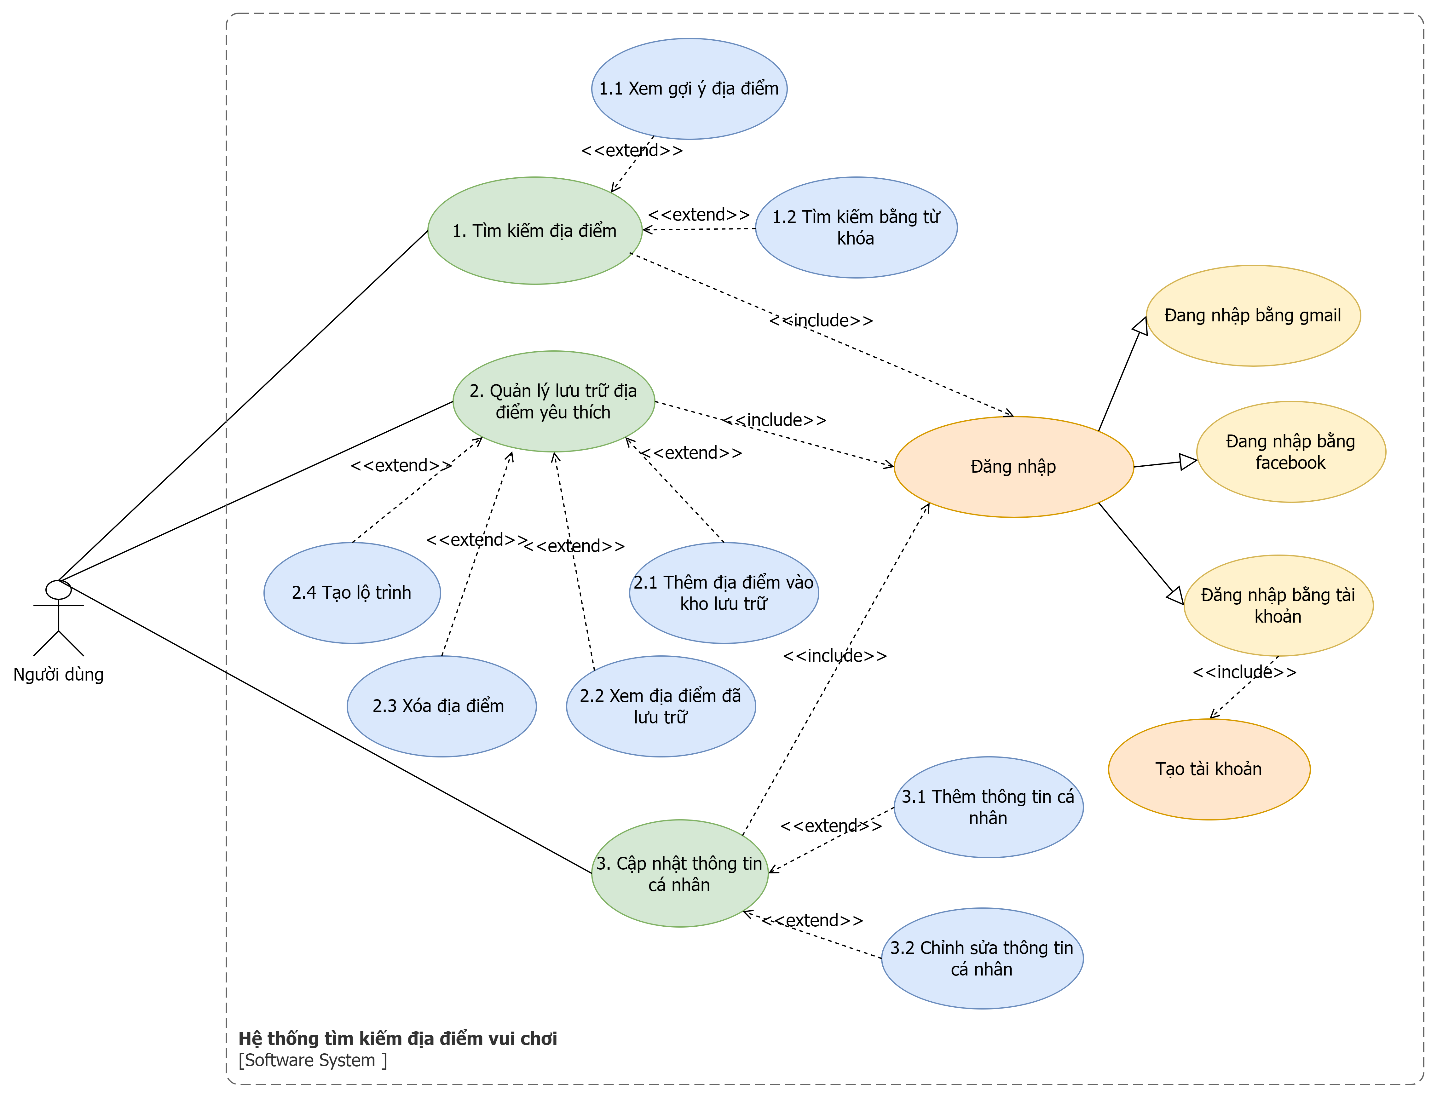 1.1 Xem gợi ý địa điểm
<<extend>>
1. Tìm kiếm địa điểm
<<extend>>
1.2 Tìm kiếm bằng từ
khóa
<<include>>
Đang nhập bằng gmail
2. Quản lý lưu trữ địa
điểm yêu thích
<<include>>
Đăng nhập
Đang nhập bằng
facebook
<<extend>>
<<extend>>
<<extend>>
<<extend>>
2.4 Tạo lộ trình
2.1 Thêm địa điểm vào
kho lưu trữ
Đăng nhập bằng tài
khoản
Người dùng
2.3 Xóa địa điểm
2.2 Xem địa điểm đã
lưu trữ
<<include>>
<<include>>
Tạo tài khoản
3.1 Thêm thông tin cá
nhân
<<extend>>
3. Cập nhật thông tin
cá nhân
<<extend>>
3.2 Chỉnh sửa thông tin
cá nhân
Hệ thống tìm kiếm địa điểm vui chơi
[Software System ]